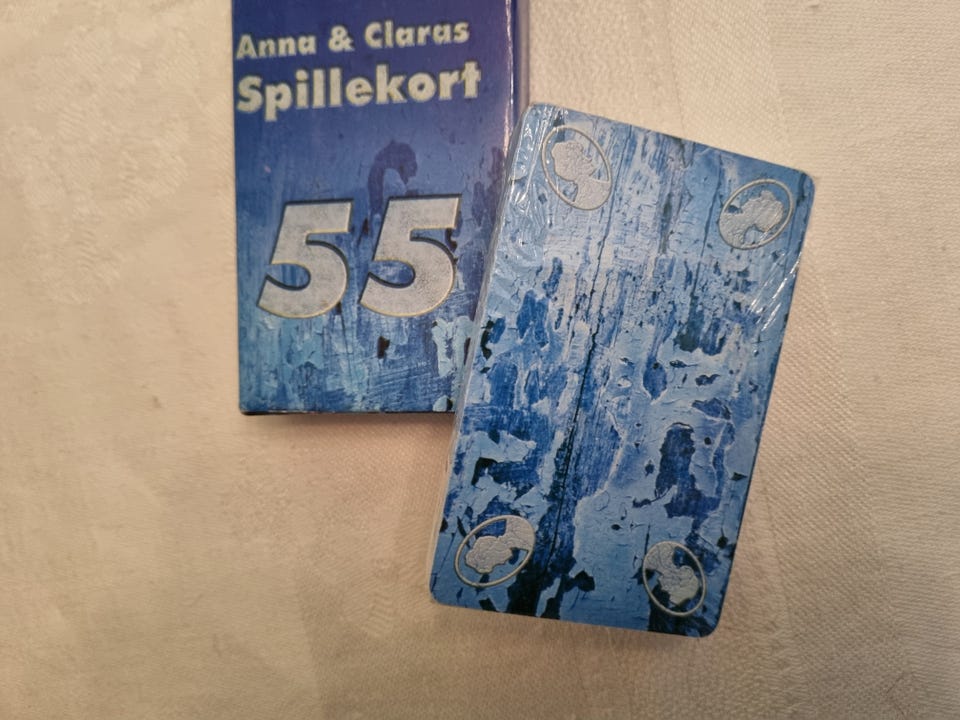 Anna & Claras
Spillekort
55